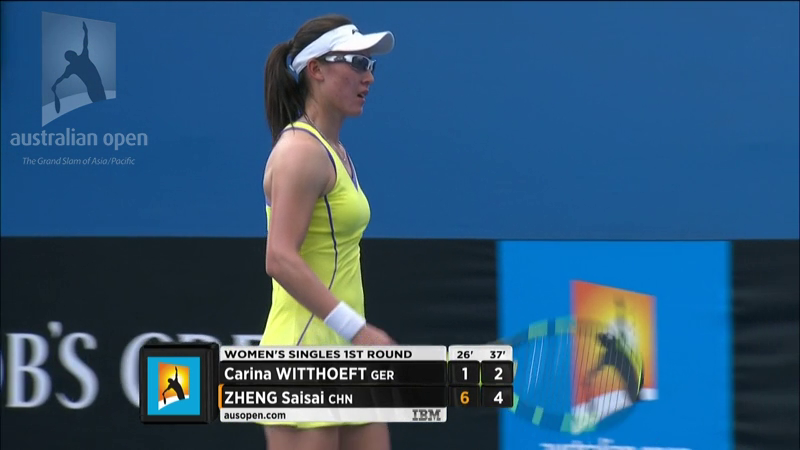 australian open
The Grand Slam of Asia/Pacific
B'S
WOMEN'S SINGLES 1ST ROUND 26' 37'
Carina WITTHOEFT GER 1 2
ZHENG Saisai CHN 6 4
ausopen.com IBM